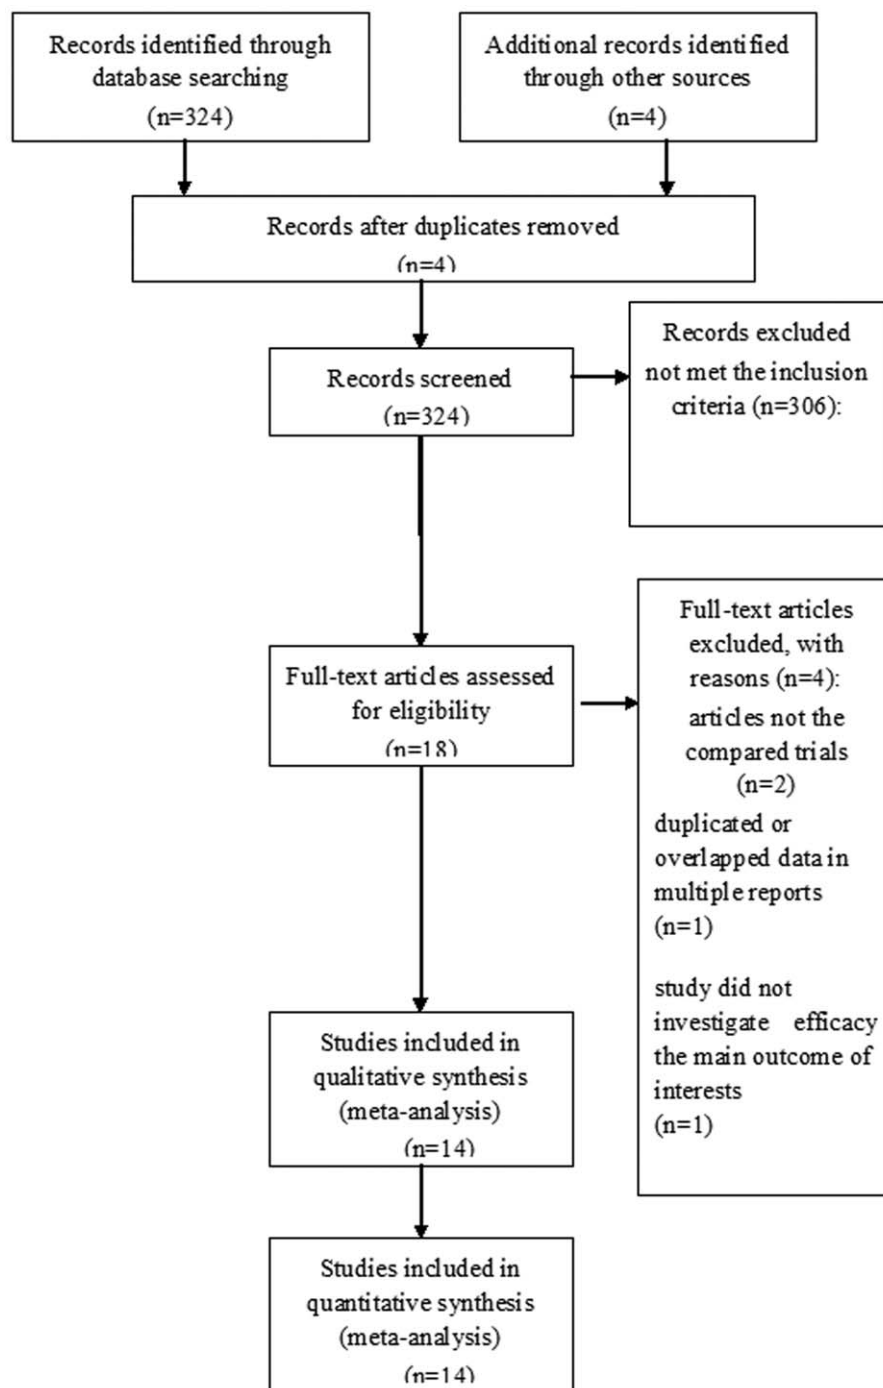 Records identified through
database searching
(n=324)
Additional records identified
through other sources
(n=4)
Records after duplicates removed
(n=4)
Records screened
(n=324)
Records excluded
not met the inclusion
criteria (n=306):
Full-text articles assessed
for eligibility
(n=18)
Full-text articles
excluded, with
reasons (n=4):
articles not the
compared trials
(n=2)
duplicated or
overlapped data in
multiple reports
(n=1)
study did not
investigate efficacy
the main outcome of
interests
(n=1)
Studies included in
qualitative synthesis
(meta-analysis)
(n=14)
Studies included in
quantitative synthesis
(meta-analysis)
(n=14)